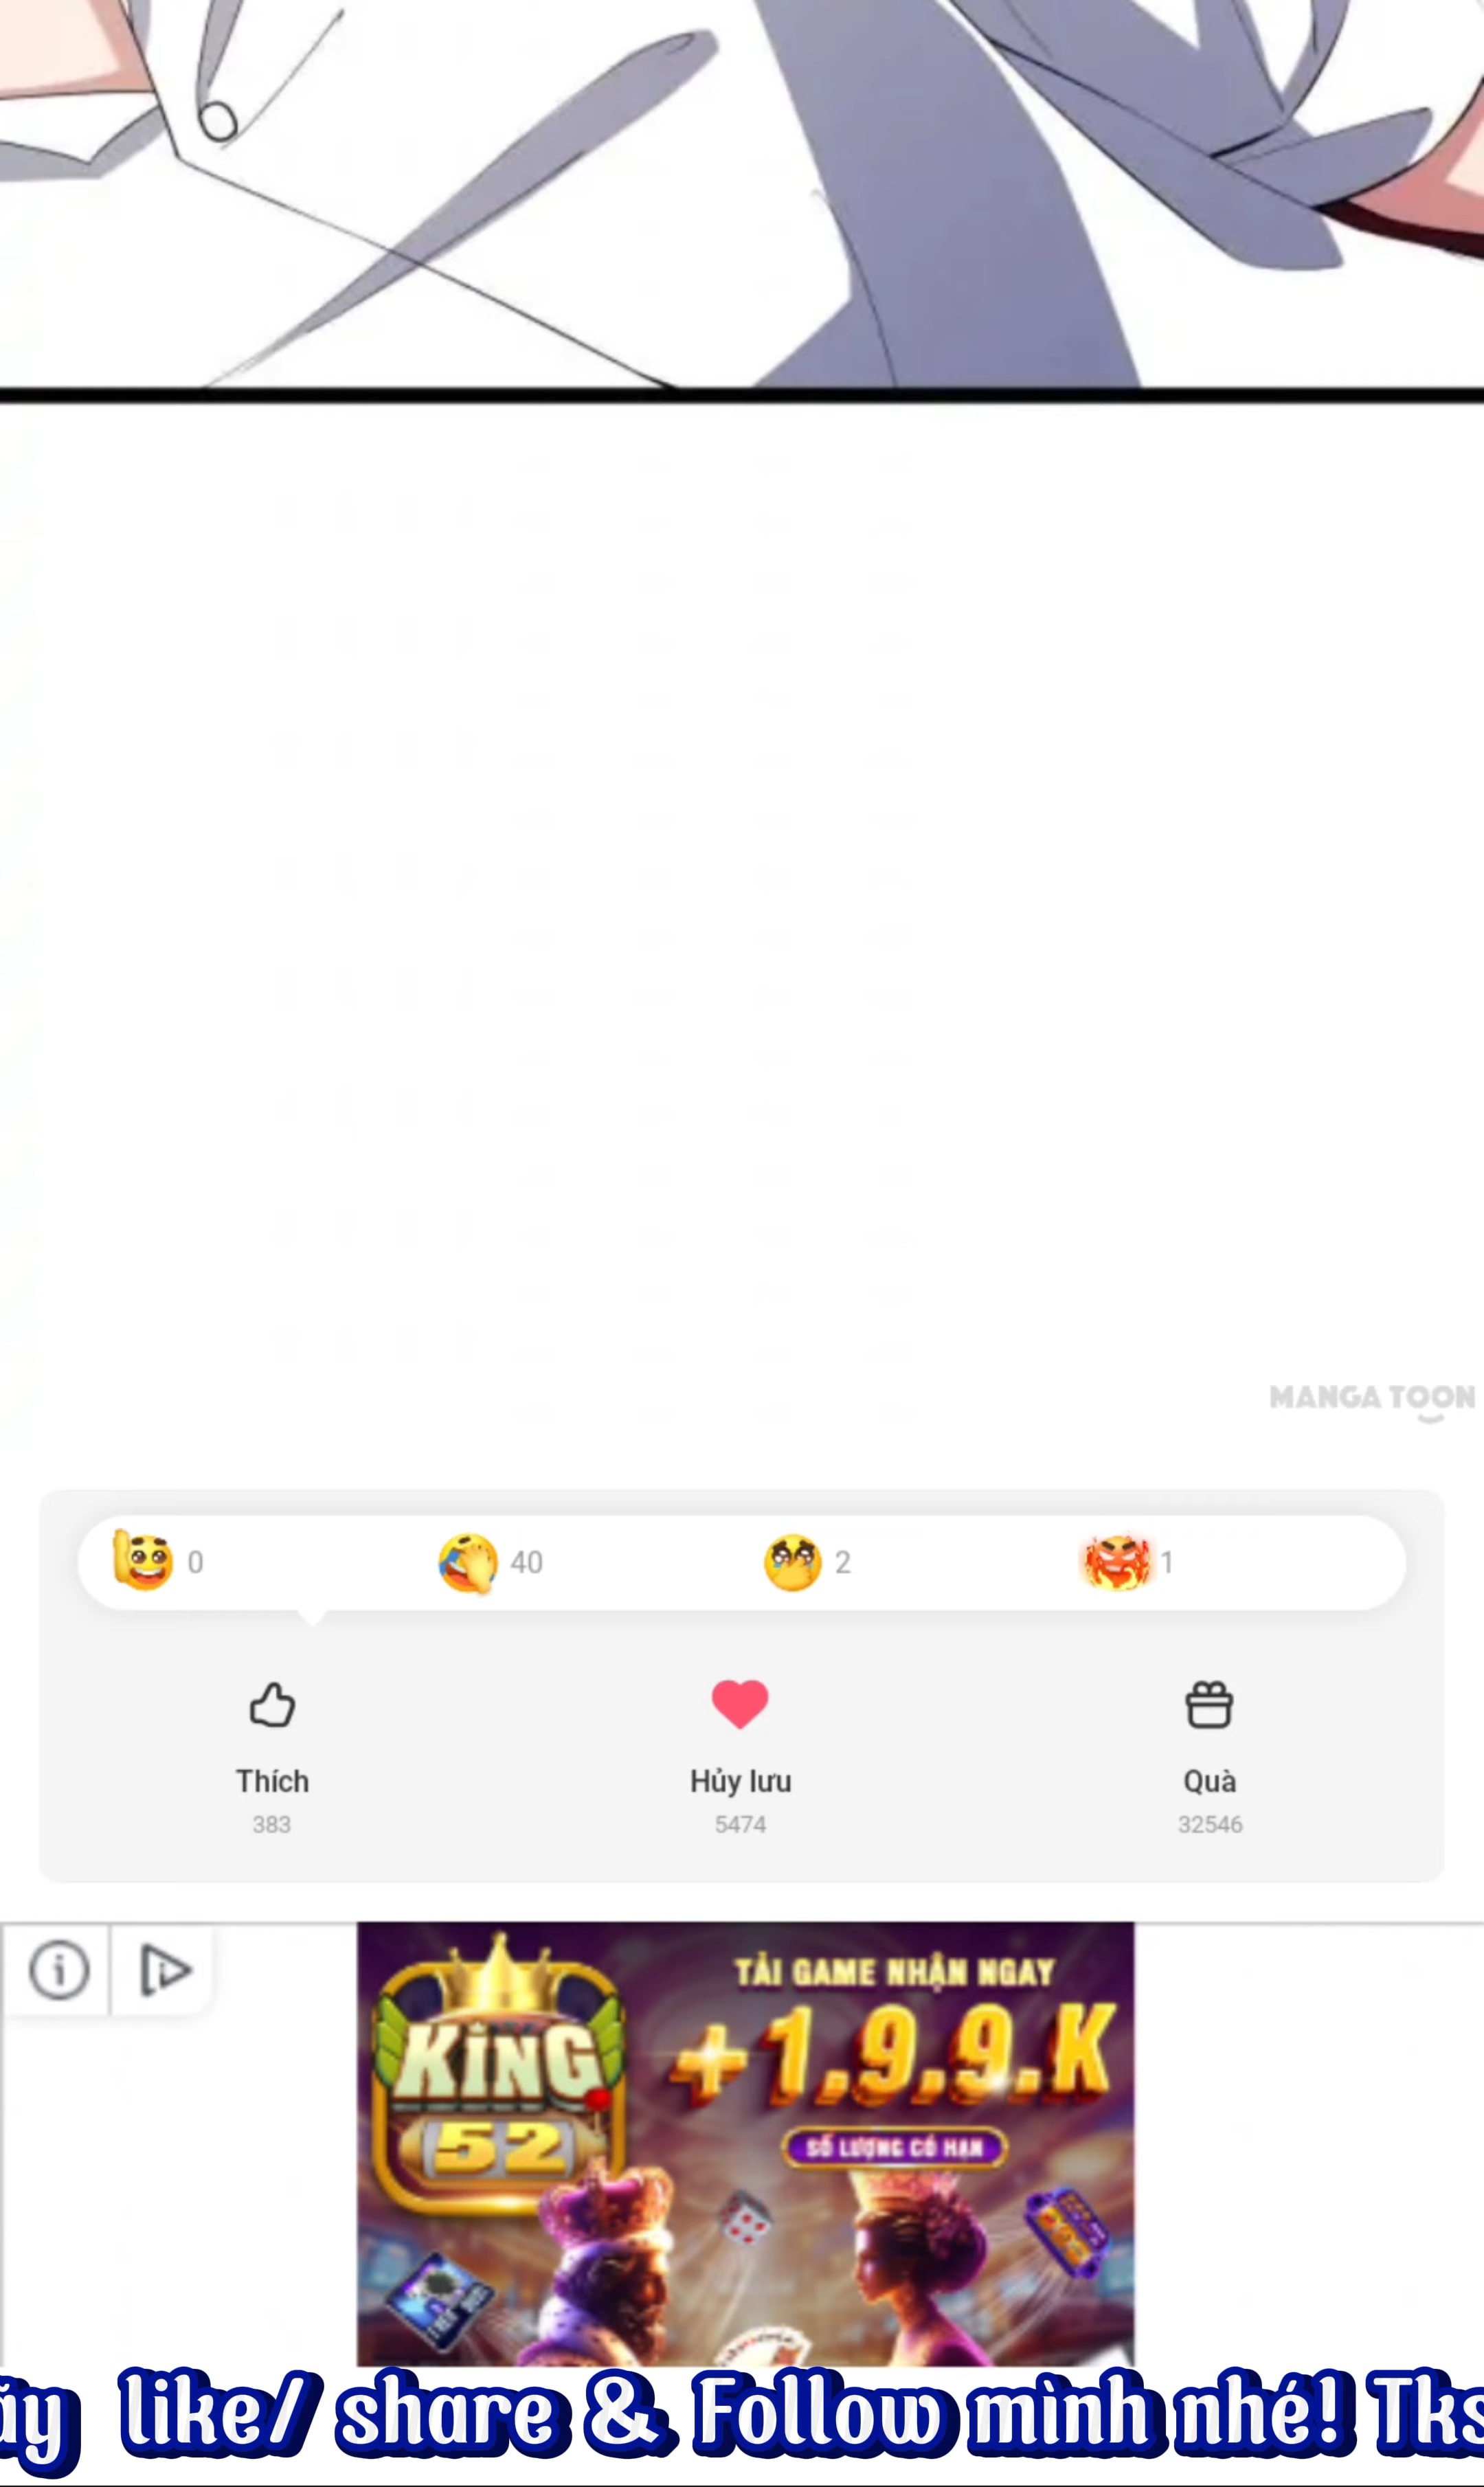 MANGA TOON
0
40
2
1
Thích
Hủy lưu
Quà
383
5474
32546
TẢI GAME NHẬN NGAY
+1.9.9.K
SỐ LƯỢNG CÓ HẠN
KING
52
ãy like/ share & Follow mình nhé! Tks